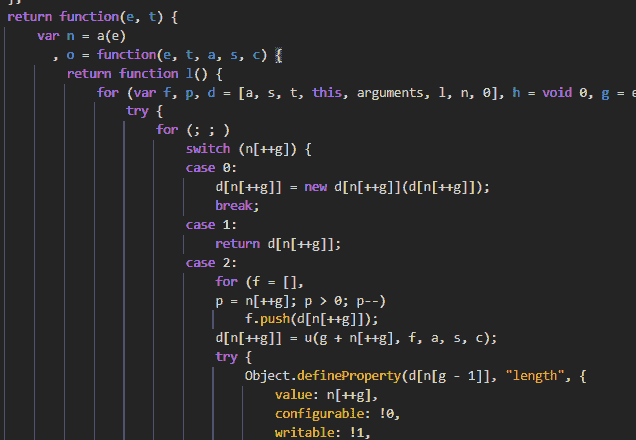 };
return function(e, t) {
var n = a(e)
, o = function(e, t, a, s, c) {
return function l() {
for (var f, p, d = [a, s, t, this, arguments, l, n, 0], h = void 0, g = e
try {
for (; ; )
switch (n[++g]) {
case 0:
d[n[++g]] = new d[n[++g]](d[n[++g]]);
break;
case 1:
return d[n[++g]];
case 2:
for (f = [],
p = n[++g]; p > 0; p--)
f.push(d[n[++g]]);
d[n[++g]] = u(g + n[++g], f, a, s, c);
try {
Object.defineProperty(d[n[g - 1]], "length", {
value: n[++g],
configurable: !0,
writable: !1,